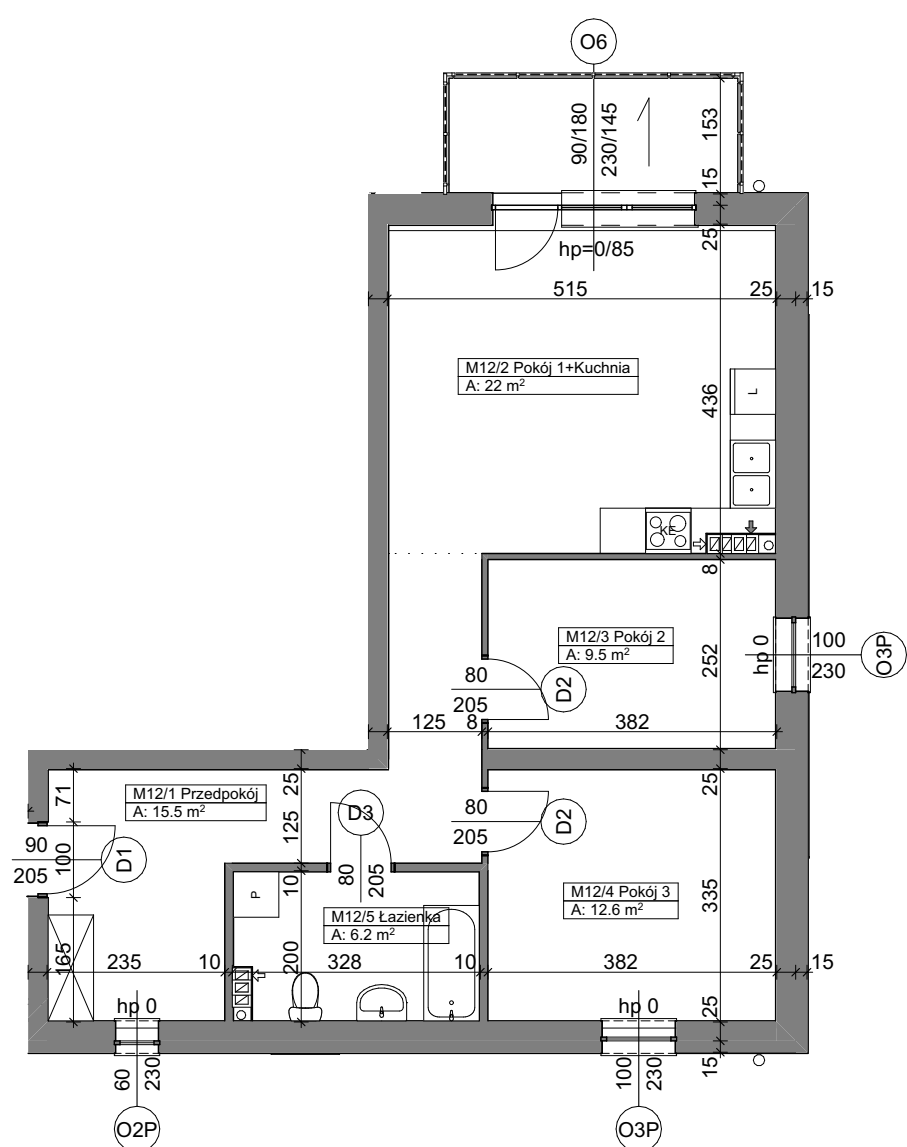 O6
90/180
230/145
153
15
25
hp=0/85
515
25
15
M12/2 Pokój 1+Kuchnia
A: 22 m²
L
436
KE
8
M12/3 Pokój 2
A: 9.5 m²
hp 0
100
230
O3P
252
80
205
D2
125
8
382
M12/1 Przedpokój
A: 15.5 m²
71
25
25
125
D3
80
205
80
205
D2
90
205
D1
100
10
P
M12/4 Pokój 3
A: 12.6 m²
335
M12/5 Łazienka
A: 6.2 m²
165
235
10
200
328
10
382
25
15
hp 0
hp 0
25
15
60
230
100
230
O2P
O3P